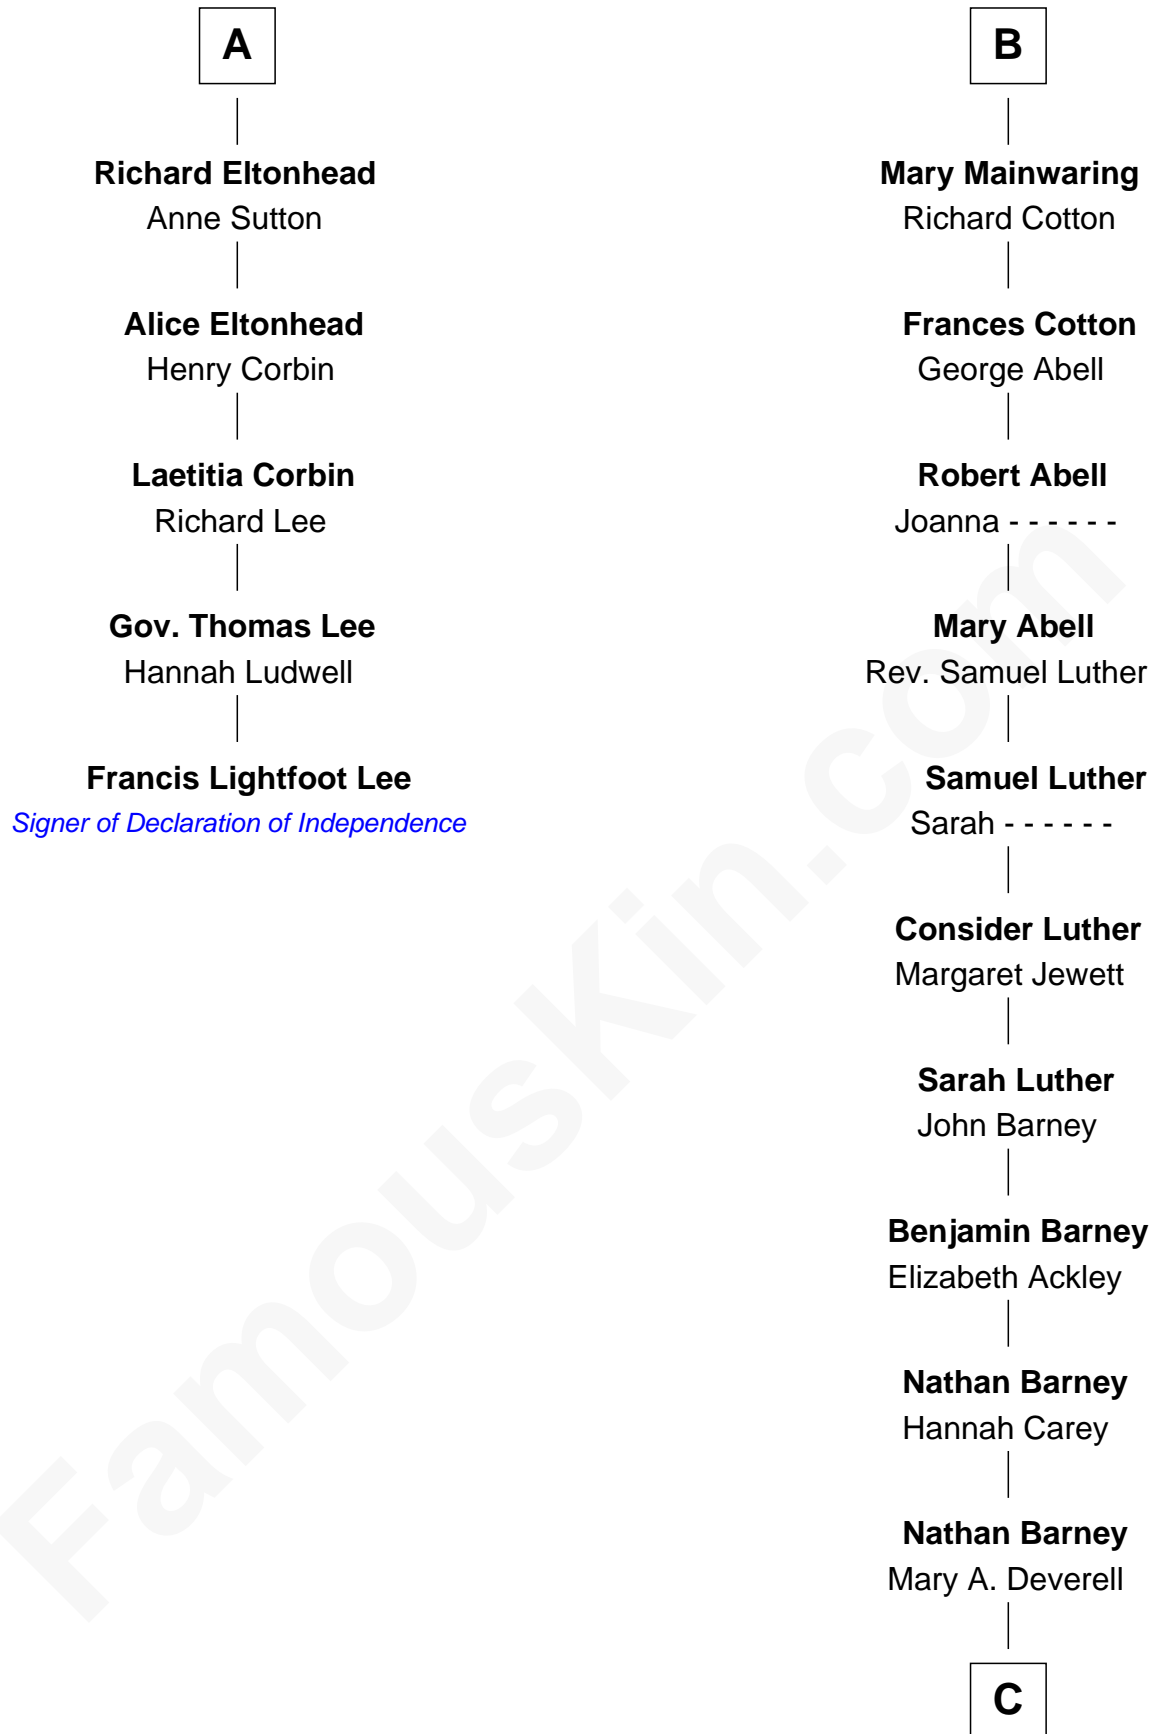 A
Richard Eltonhead
Anne Sutton
Alice Eltonhead
Henry Corbin
Laetitia Corbin
Richard Lee
Gov. Thomas Lee
Hannah Ludwell
Francis Lightfoot Lee
Signer of Declaration of Independence
B
Mary Mainwaring
Richard Cotton
Frances Cotton
George Abell
Robert Abell
Joanna - - - - - -
Mary Abell
Rev. Samuel Luther
Samuel Luther
Sarah - - - - - -
Consider Luther
Margaret Jewett
Sarah Luther
John Barney
Benjamin Barney
Elizabeth Ackley
Nathan Barney
Hannah Carey
Nathan Barney
Mary A. Deverell
C
FamousKin.com